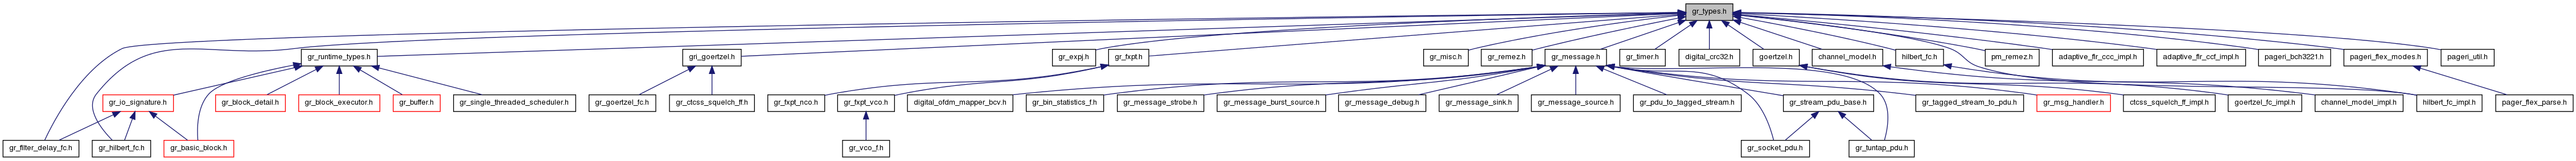 gr_types.h
gr_runtime_types.h
gri_goertzel.h
gr_expj.h
gr_fxpt.h
gr_misc.h
gr_remez.h
gr_message.h
gr_timer.h
digital_crc32.h
goertzel.h
channel_model.h
hilbert_fc.h
pm_remez.h
adaptive_fir_ccc_impl.h
adaptive_fir_ccf_impl.h
pageri_bch3221.h
pageri_flex_modes.h
pageri_util.h
gr_io_signature.h
gr_block_detail.h
gr_block_executor.h
gr_buffer.h
gr_single_threaded_scheduler.h
gr_goertzel_fc.h
gr_ctcss_squelch_ff.h
gr_fxpt_nco.h
gr_fxpt_vco.h
digital_ofdm_mapper_bcv.h
gr_bin_statistics_f.h
gr_message_strobe.h
gr_message_burst_source.h
gr_message_debug.h
gr_message_sink.h
gr_message_source.h
gr_pdu_to_tagged_stream.h
gr_stream_pdu_base.h
gr_tagged_stream_to_pdu.h
gr_msg_handler.h
ctcss_squelch_ff_impl.h
goertzel_fc_impl.h
channel_model_impl.h
hilbert_fc_impl.h
pager_flex_parse.h
gr_filter_delay_fc.h
gr_hilbert_fc.h
gr_basic_block.h
gr_vco_f.h
gr_socket_pdu.h
gr_tuntap_pdu.h